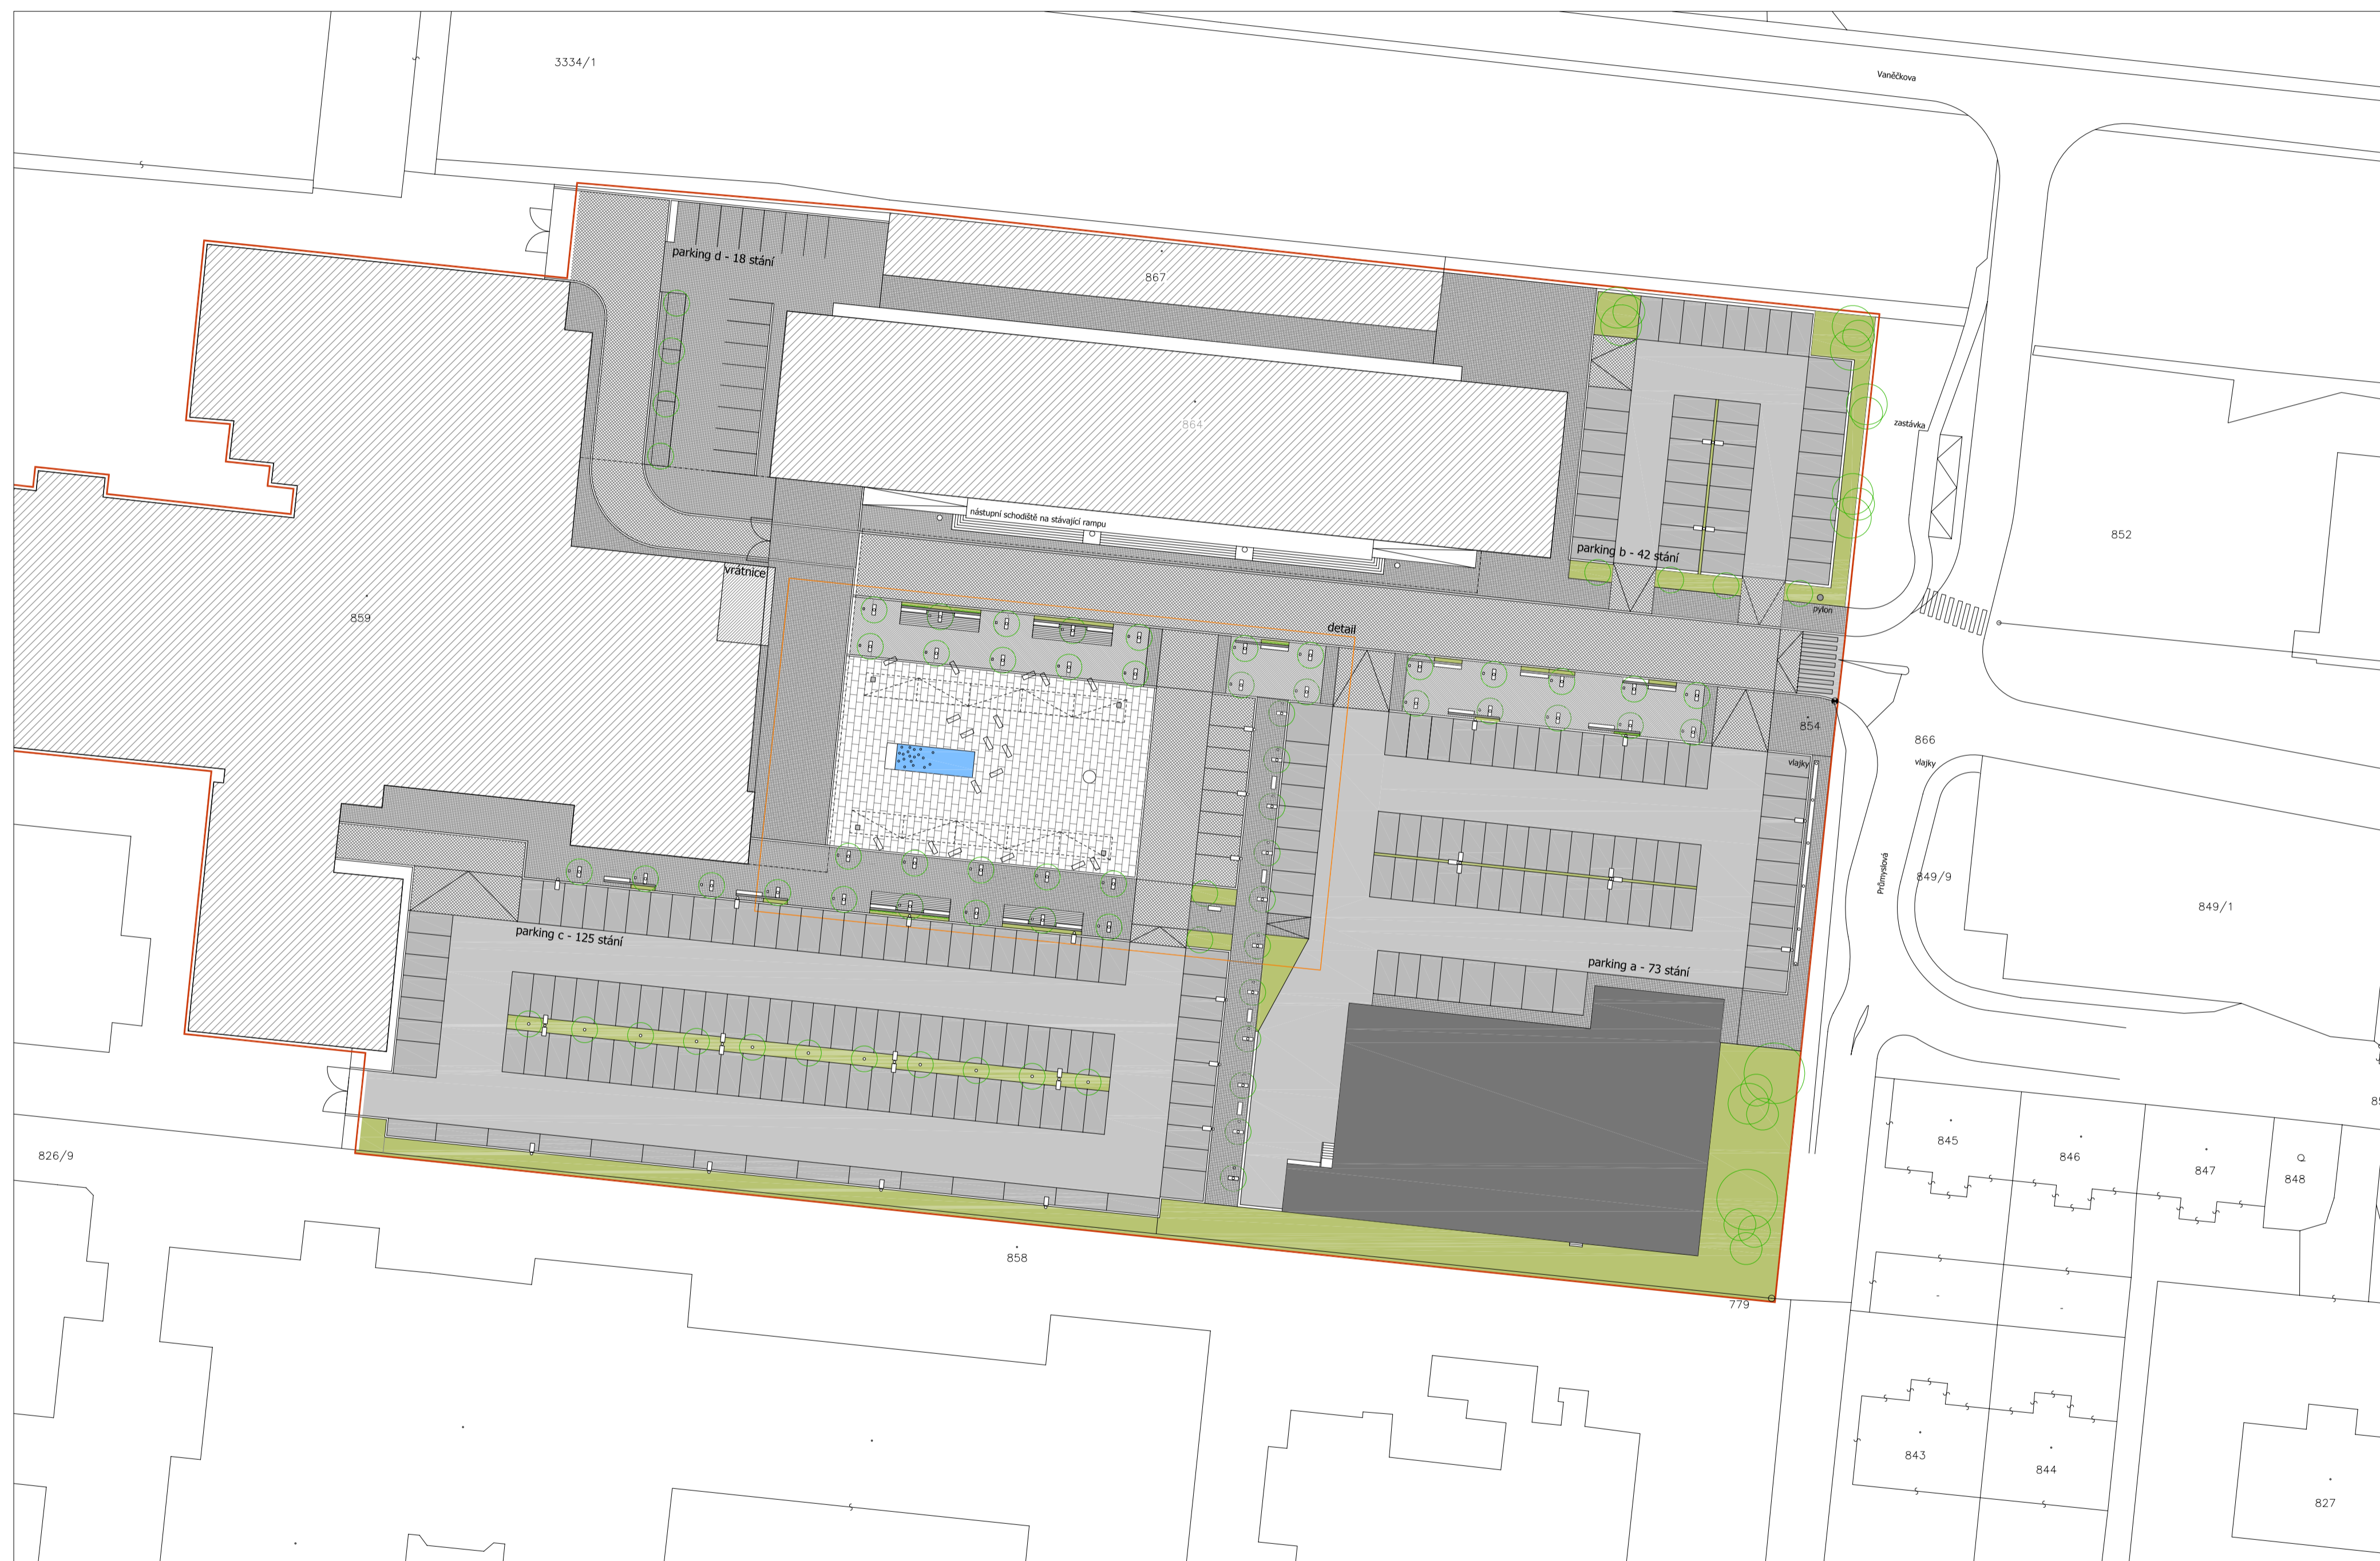 3334/1
Vaněčkova
parking d - 18 stání
867
864
zastávka
852
nástupní schodiště na stávající rampu
parking b - 42 stání
vrátnice
pylon
859
detail
854
866
vlajky
vlajky
Průmyslová
849/9
849/1
parking c - 125 stání
parking a - 73 stání
845
846
847
848
826/9
858
779
843
844
827